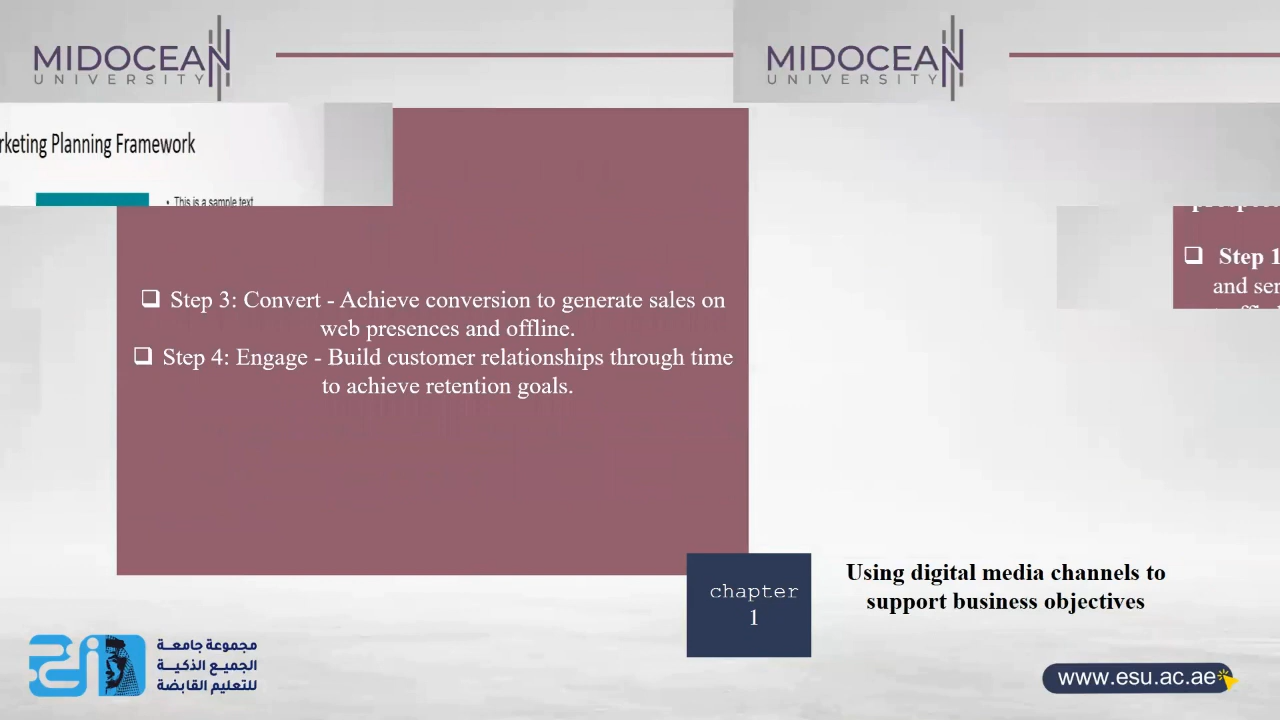 MIDOCEAN
UNIVERSITY
MIDOCEAN
UNIVERSITY
Planning Framework
• This is a sample text
❑ Step 3: Convert - Achieve conversion to generate sales on
web presences and offline.
❑ Step 4: Engage - Build customer relationships through time
to achieve retention goals.
❑ Step 1
and
chapter
1
Using digital media channels to
support business objectives
مجموعة جامعة
الجميع الذكية
للتعليم القابضة
www.esu.ac.ae